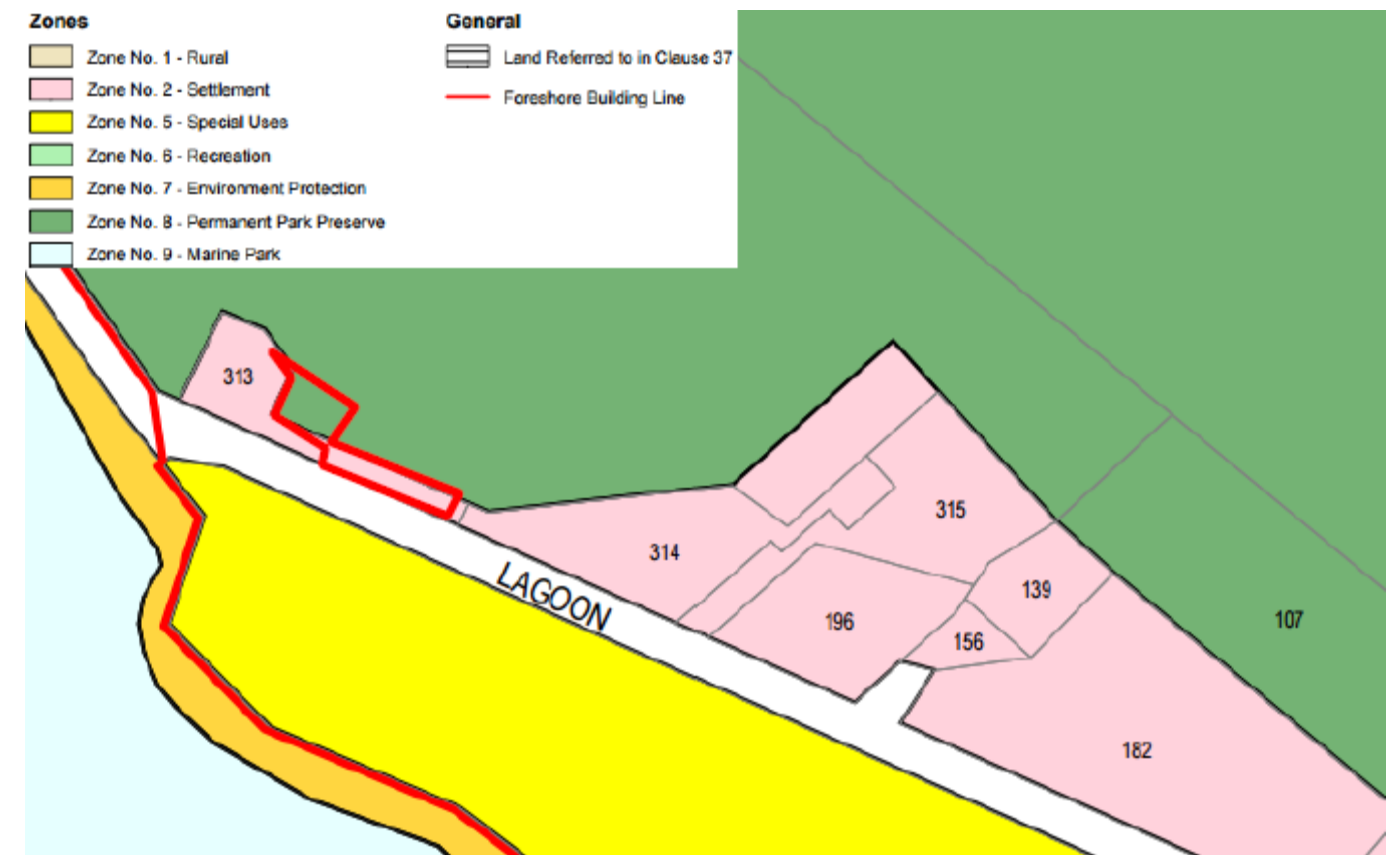 Zones
Zone No. 1 - Rural
Zone No. 2 - Settlement
Zone No. 5 - Special Uses
Zone No. 6 - Recreation
Zone No. 7 - Environment Protection
Zone No. 8 - Permanent Park Preserve
Zone No. 9 - Marine Park
General
Land Referred to in Clause 37
Foreshore Building Line
313
315
314
LAGOON
139
196
156
107
182